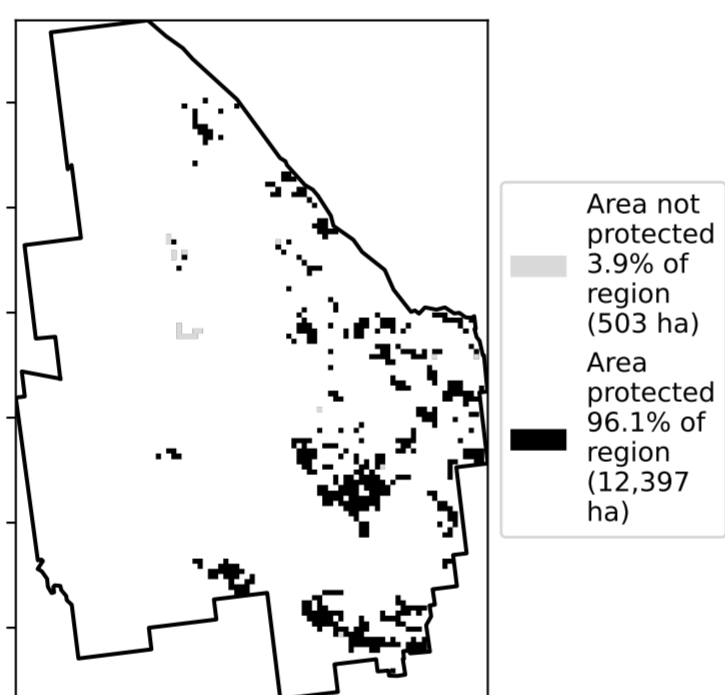 Area not
protected
3.9% of
region
(503 ha)
Area
protected
96.1% of
region
(12,397
ha)